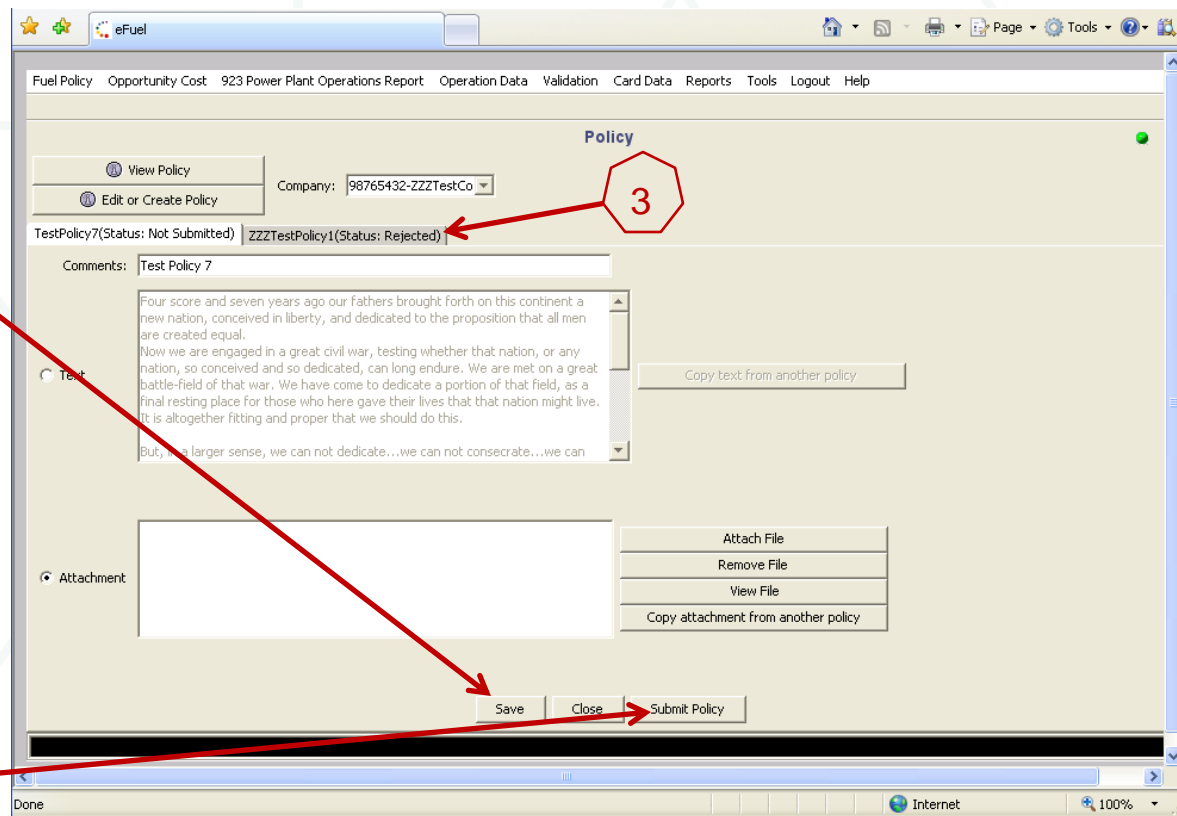 eFuel
Page
Tools
Fuel Policy Opportunity Cost 923 Power Plant Operations Report Operation Data Validation Card Data Reports Tools Logout Help
Policy
View Policy
Edit or Create Policy
Company: 98765432-ZZZTestCo
3
TestPolicy7(Status: Not Submitted) ZZZTestPolicy1(Status: Rejected)
Comments: Test Policy 7
Four score and seven years ago our fathers brought forth on this continent a
new nation, conceived in liberty, and dedicated to the proposition that all men
are created equal.
Now we are engaged in a great civil war, testing whether that nation, or any
nation, so conceived and so dedicated, can long endure. We are met on a great
battle-field of that war. We have come to dedicate a portion of that field, as a
final resting place for those who here gave their lives that that nation might live.
It is altogether fitting and proper that we should do this.
But, in a larger sense, we can not dedicate...we can not consecrate...we can
Text
Copy text from another policy
Attachment
Attach File
Remove File
View File
Copy attachment from another policy
Save Close Submit Policy
Done Internet 100%